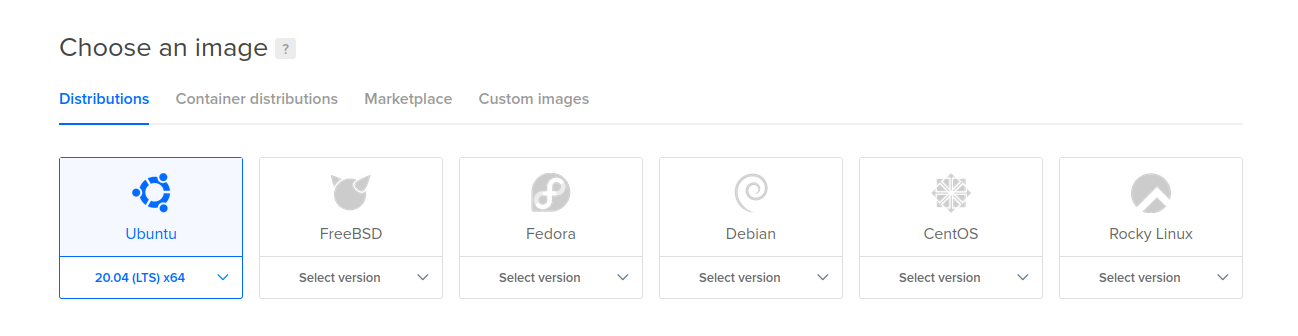 Choose an image ?
Distributions Container distributions Marketplace Custom images
Ubuntu FreeBSD Fedora Debian CentOS Rocky Linux
20.04 (LTS) x64 Select version Select version Select version Select version Select version